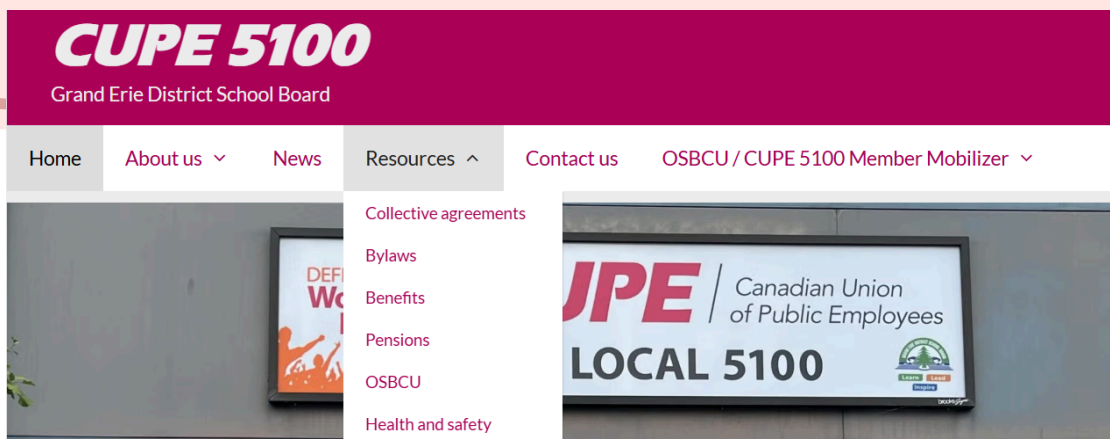 CUPE 5100
Grand Erie District School Board
Home
About us
News
Resources
Contact us
OSBCU / CUPE 5100 Member Mobilizer
Collective agreements
Bylaws
Benefits
Pensions
OSBCU
Health and safety
UPE
Canadian Union
of Public Employees
LOCAL 5100
Learn
Lead
Inspire